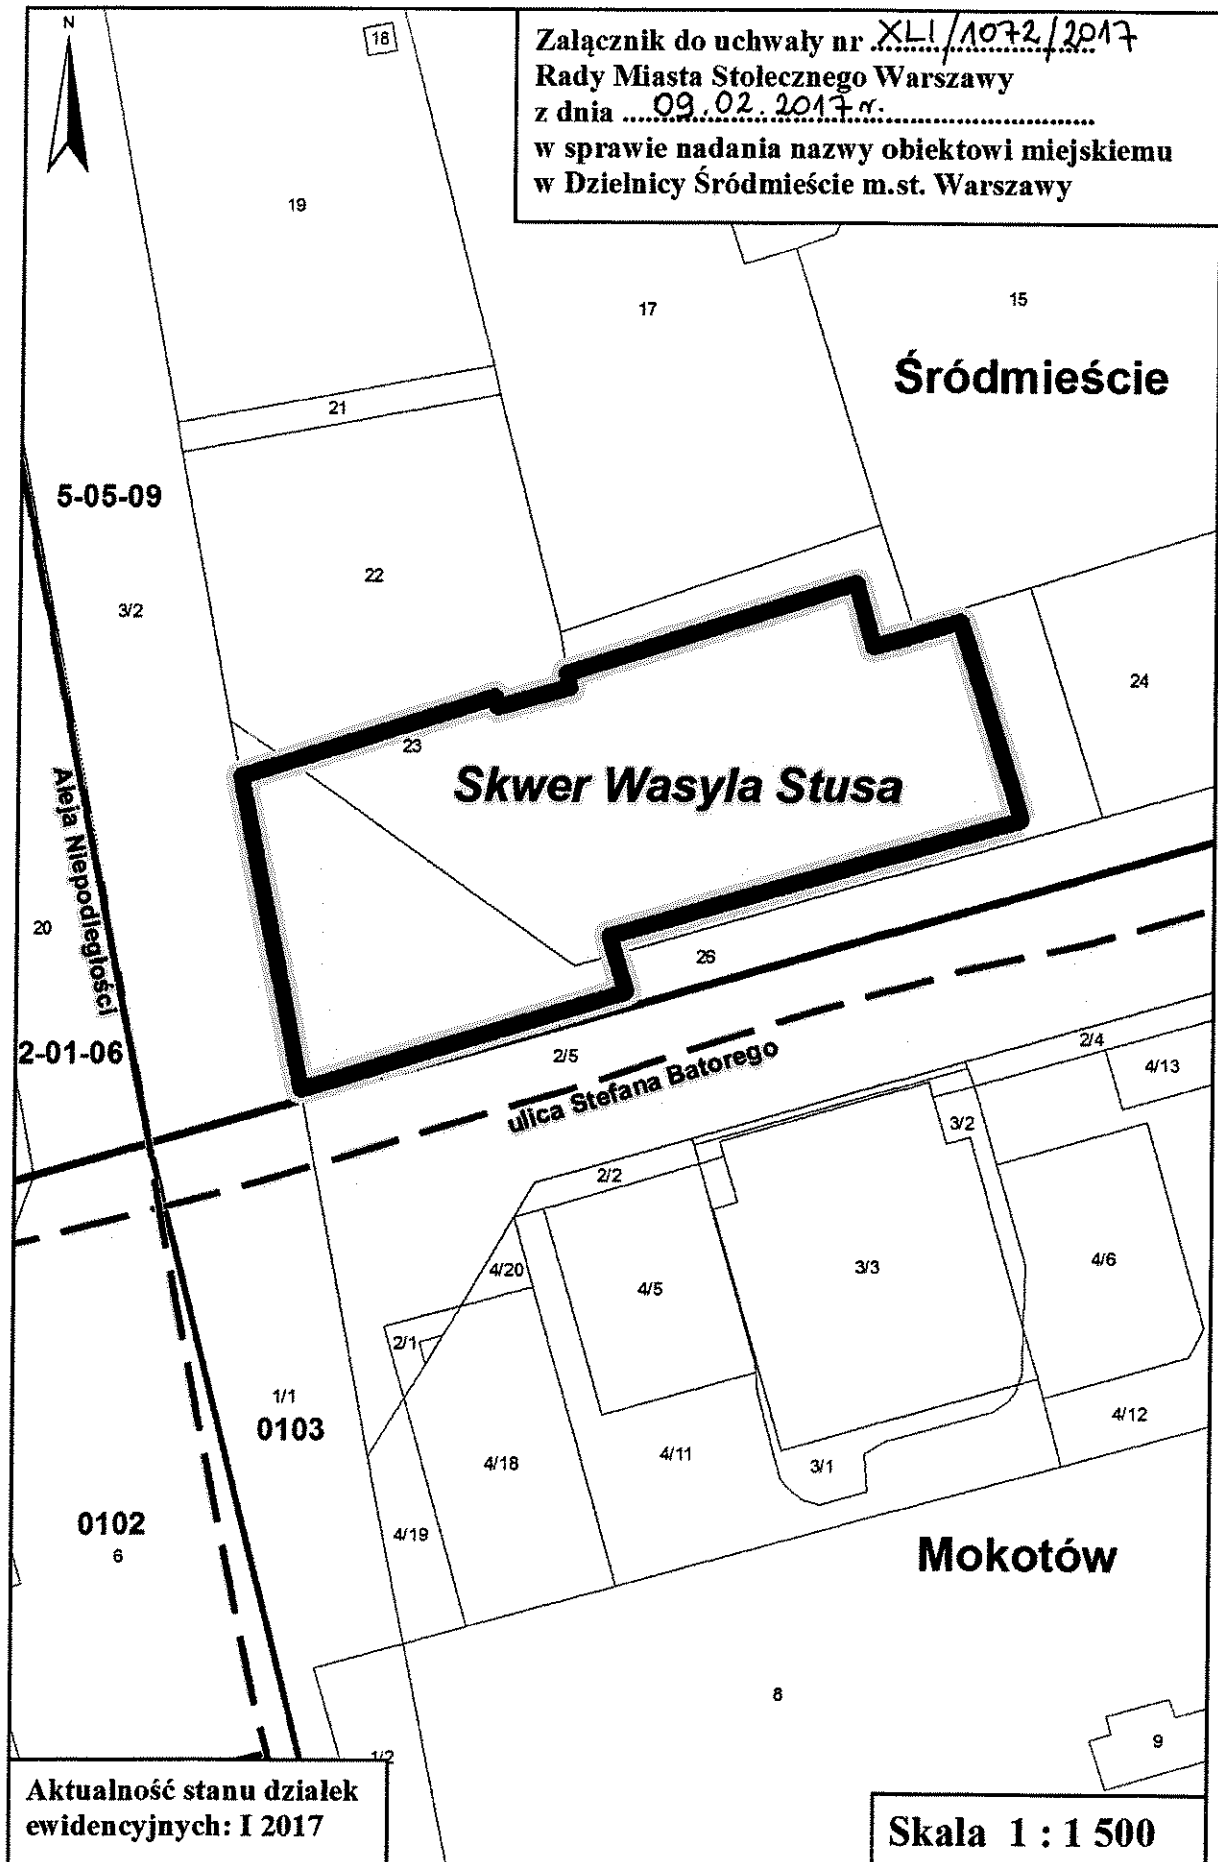 N
18
Załącznik do uchwały nr XLI/1072/2017
Rady Miasta Stołecznego Warszawy
z dnia 09.02.2017 r.
w sprawie nadania nazwy obiektowi miejskiemu
w Dzielnicy Śródmieście m.st. Warszawy
19
17
15
Śródmieście
21
5-05-09
22
3/2
24
23
Skwer Wasyla Stusa
Aleja Niepodległości
20
26
2-01-06
2/5
ulica Stefana Batorego
2/4
4/13
3/2
2/2
4/20
4/5
3/3
4/6
2/1
1/1
0103
4/12
4/18
4/11
3/1
0102
6
4/19
Mokotów
8
9
1/2
Aktualność stanu działek
ewidencyjnych: I 2017
Skala 1 : 1 500